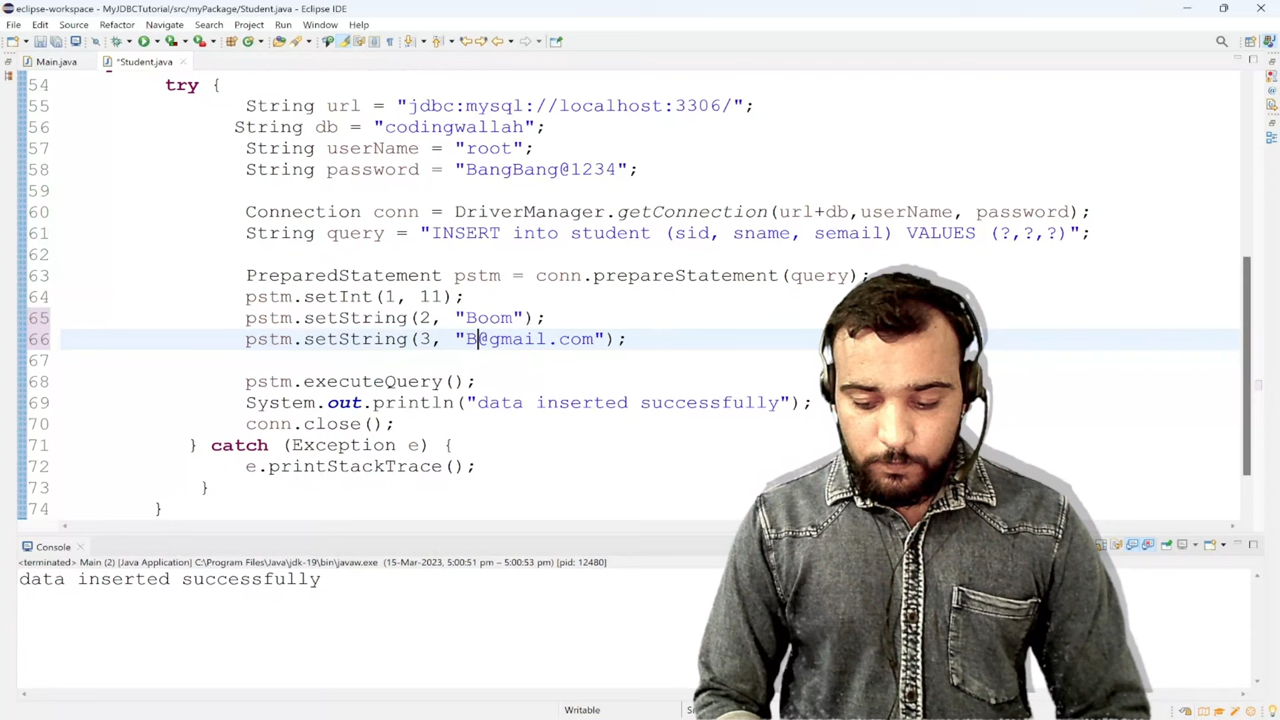 eclipse-workspace - MyJDBCTutorial/src/myPackage/Student.java - Eclipse IDE
File Edit Source Refactor Navigate Search Project Run Window Help
Main.java *Student.java
54 try {
55 String url = "jdbc:mysql://localhost:3306/";
56 String db = "codingwallah";
57 String userName = "root";
58 String password = "BangBang@1234";
59
60 Connection conn = DriverManager.getConnection(url+db,userName, password);
61 String query = "INSERT into student (sid, sname, semail) VALUES (?,?,?)";
62
63 PreparedStatement pstm = conn.prepareStatement(query);
64 pstm.setInt(1, 11);
65 pstm.setString(2, "Boom");
66 pstm.setString(3, "B@gmail.com");
67
68 pstm.executeQuery();
69 System.out.println("data inserted successfully");
70 conn.close();
71 } catch (Exception e) {
72 e.printStackTrace();
73 }
74 }
Console
<terminated> Main (2) [Java Application] C:\Program Files\Java\jdk-19\bin\javaw.exe (15-Mar-2023, 5:00:51 pm – 5:00:53 pm) [pid: 12480]
data inserted successfully
Writable